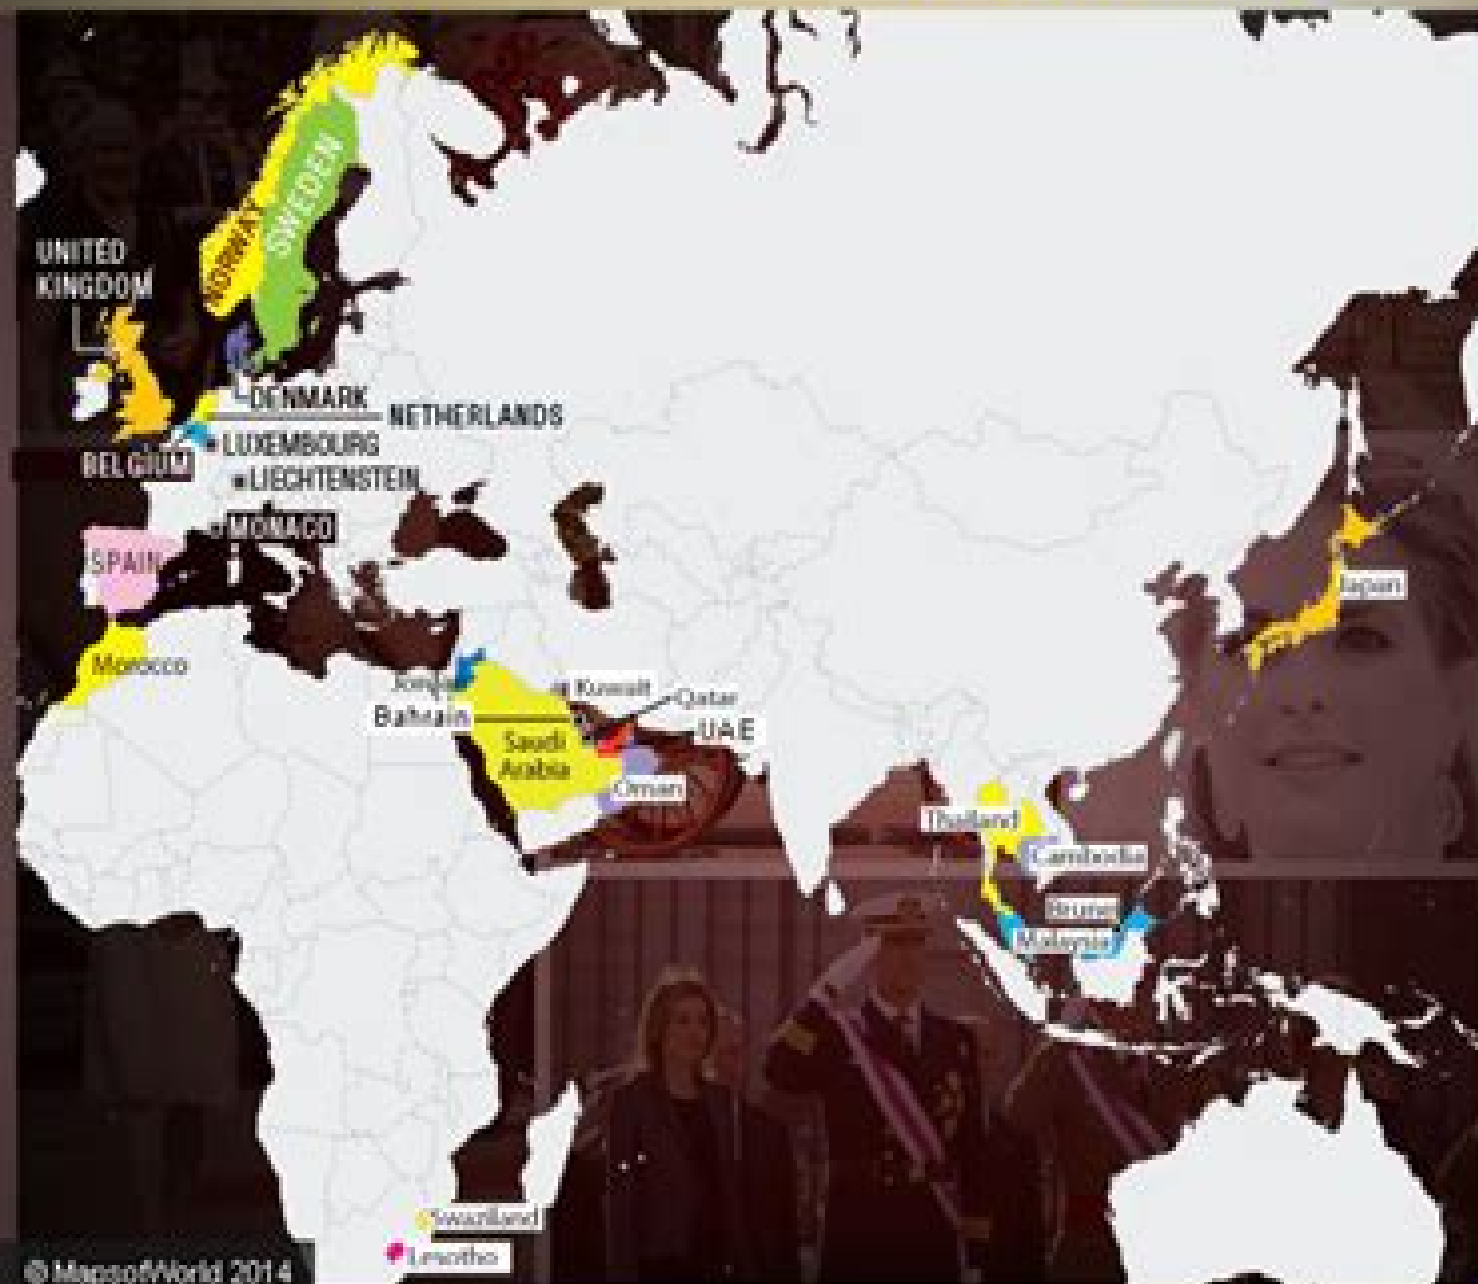 NORWAY
SWEDEN
UNITED
KINGDOM
DENMARK
NETHERLANDS
LUXEMBOURG
BELGIUM
LIECHTENSTEIN
MONACO
SPAIN
Japan
Morocco
Kuwait
Qatar
Bahrain
UAE
Saudi
Arabia
Oman
Thailand
Cambodia
Brunei
Malaysia
Swaziland
Lesotho
© MapsofWorld 2014